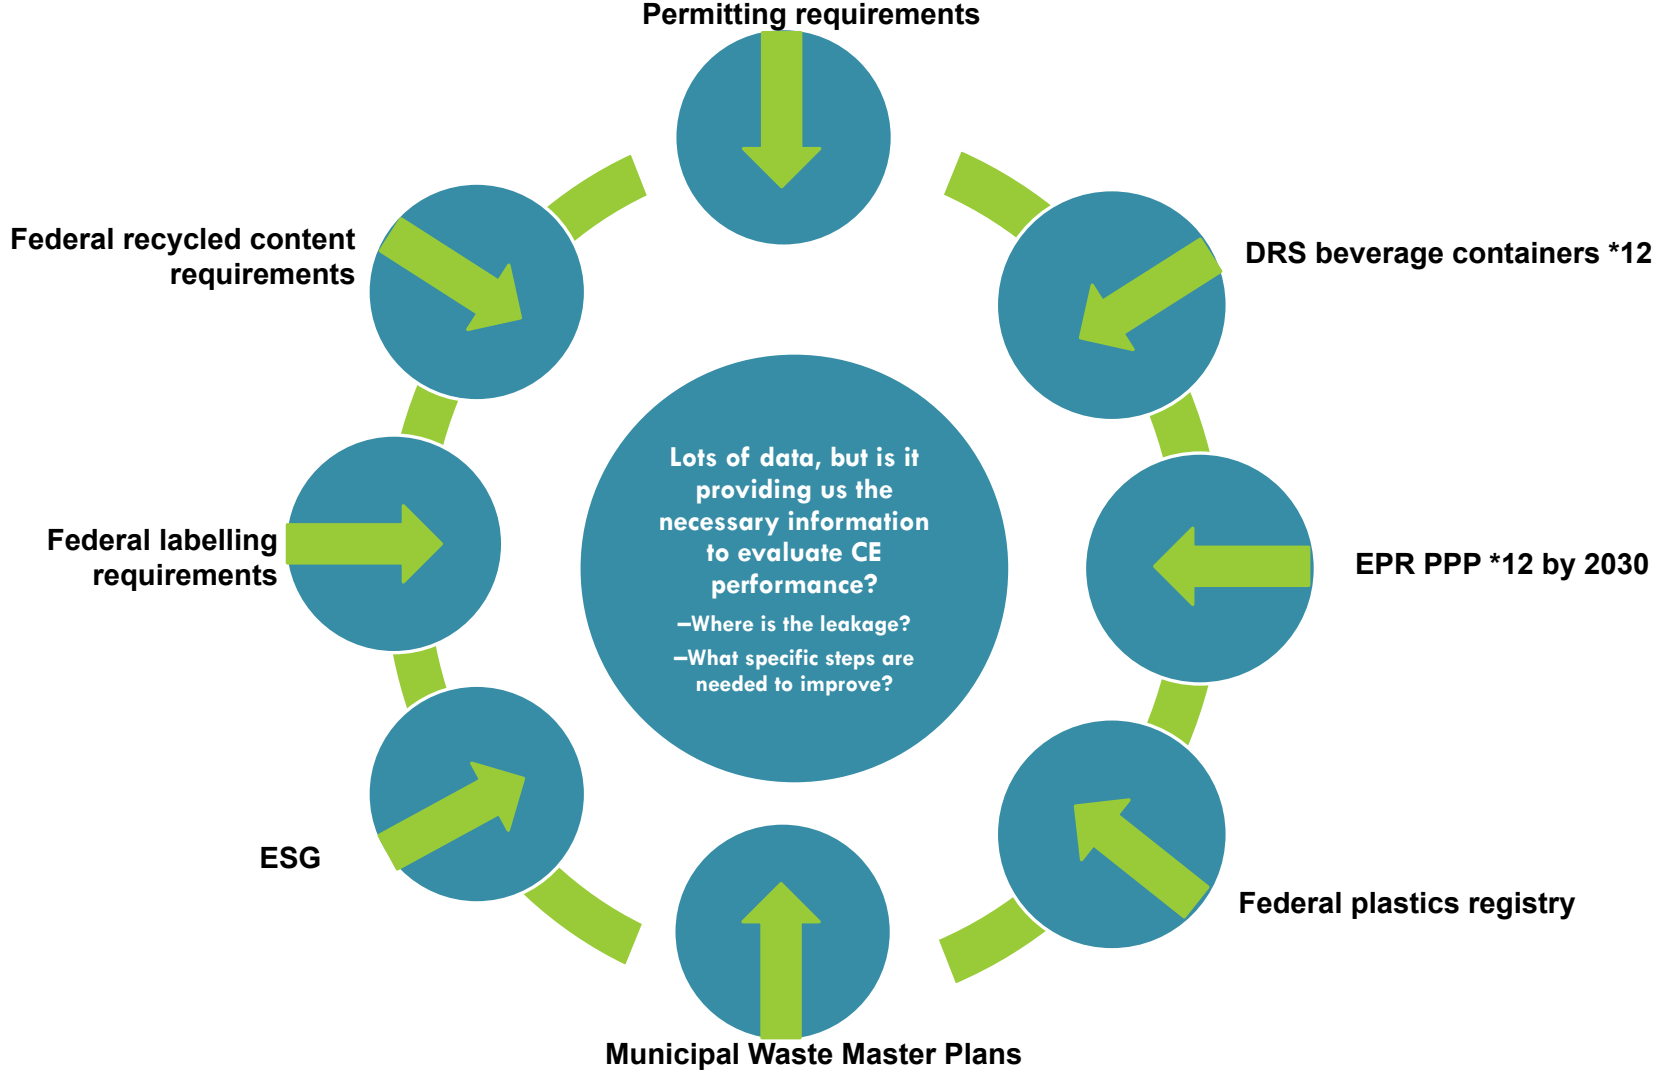 Permitting requirements
DRS beverage containers *12
EPR PPP *12 by 2030
Federal plastics registry
Municipal Waste Master Plans
ESG
Federal labelling
requirements
Federal recycled content
requirements
Lots of data, but is it
providing us the
necessary information
to evaluate CE
performance?
–Where is the leakage?
–What specific steps are
needed to improve?